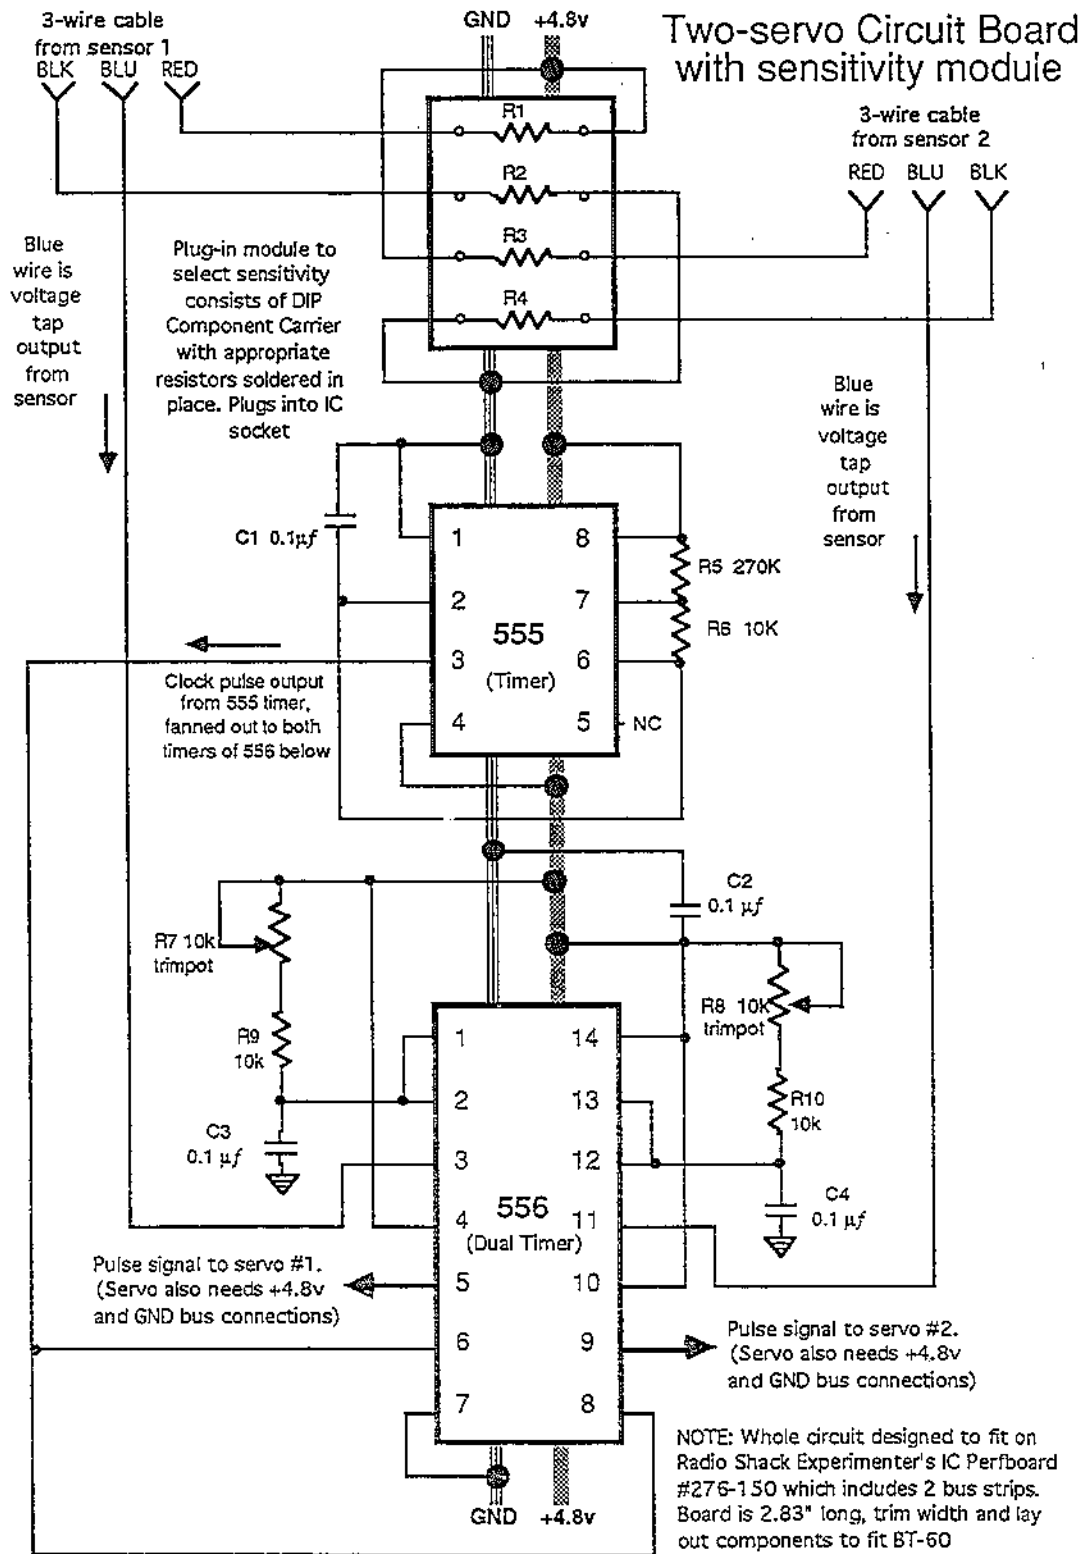 3-wire cable
from sensor 1
BLK BLU RED
GND +4.8v
Two-servo Circuit Board
with sensitivity module
3-wire cable
from sensor 2
RED BLU BLK
R1
R2
R3
R4
Blue
wire is
voltage
tap
output
from
sensor
Plug-in module to
select sensitivity
consists of DIP
Component Carrier
with appropriate
resistors soldered in
place. Plugs into IC
socket
Blue
wire is
voltage
tap
output
from
sensor
C1 0.1µf
1 8
2 7
3 6
4 5
555
(Timer)
R5 270K
R6 10K
NC
Clock pulse output
from 555 timer,
fanned out to both
timers of 556 below
C2
0.1 µf
R7 10k
trimpot
R8 10k
trimpot
R9
10k
R10
10k
C3
0.1 µf
C4
0.1 µf
1 14
2 13
3 12
4 11
5 10
6 9
7 8
556
(Dual Timer)
Pulse signal to servo #1.
(Servo also needs +4.8v
and GND bus connections)
Pulse signal to servo #2.
(Servo also needs +4.8v
and GND bus connections)
GND +4.8v
NOTE: Whole circuit designed to fit on
Radio Shack Experimenter's IC Perfboard
#276-150 which includes 2 bus strips.
Board is 2.83" long, trim width and lay
out components to fit BT-60